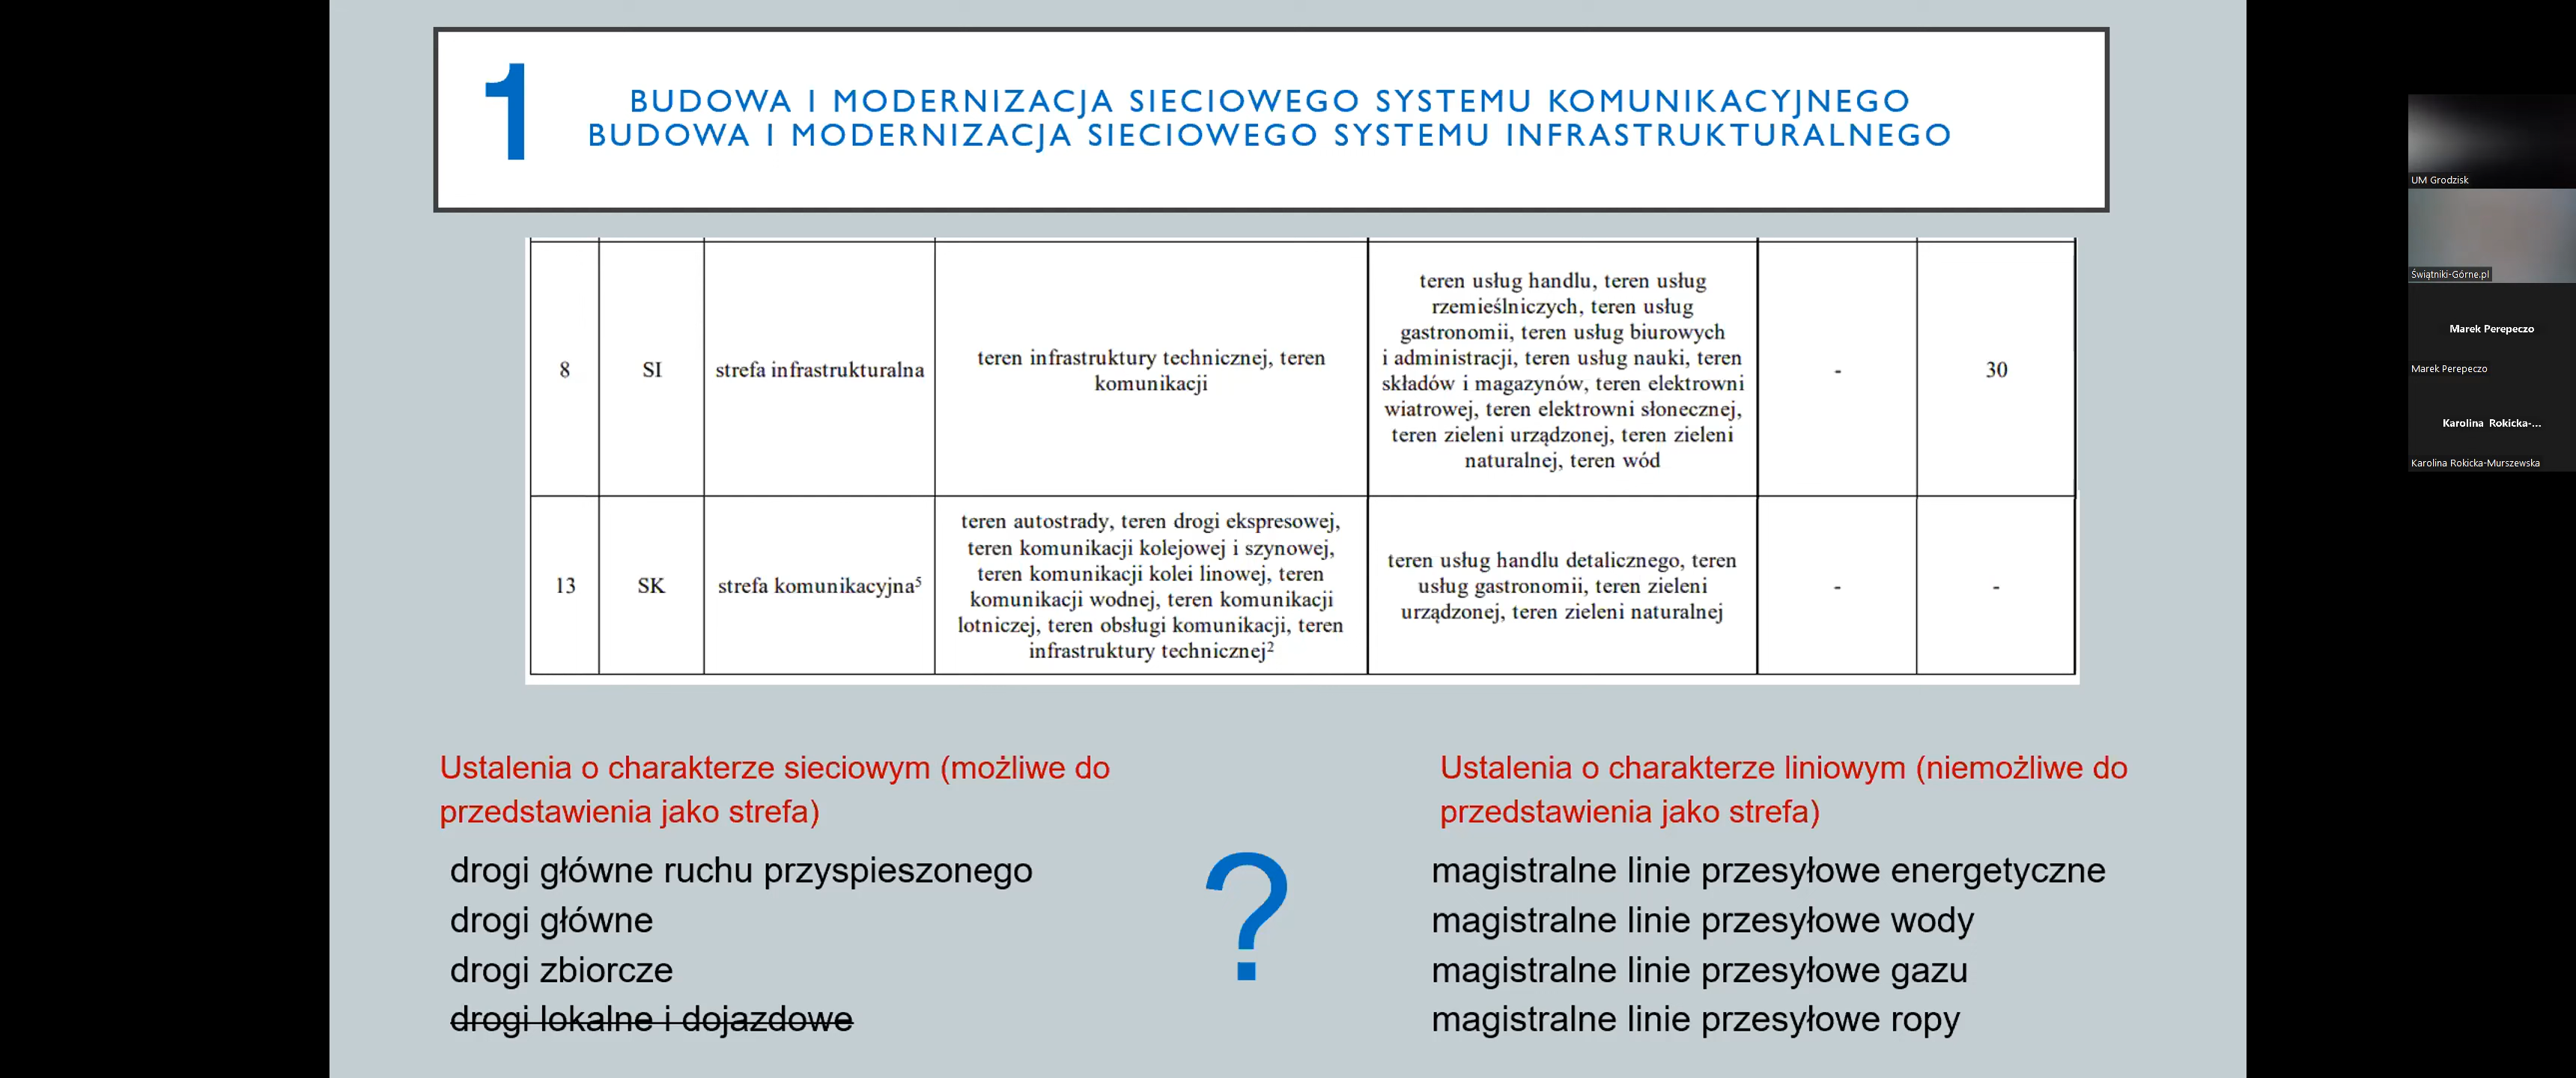 1
BUDOWA I MODERNIZACJA SIECIOWEGO SYSTEMU KOMUNIKACYJNEGO
BUDOWA I MODERNIZACJA SIECIOWEGO SYSTEMU INFRASTRUKTURALNEGO
8
SI
strefa infrastrukturalna
teren infrastruktury technicznej, teren
komunikacji
teren usług handlu, teren usług
rzemieślniczych, teren usług
gastronomii, teren usług biurowych
i administracji, teren usług nauki, teren
składów i magazynów, teren elektrowni
wiatrowej, teren elektrowni słonecznej,
teren zieleni urządzonej, teren zieleni
naturalnej, teren wód
-
30
13
SK
strefa komunikacyjna⁵
teren autostrady, teren drogi ekspresowej,
teren komunikacji kolejowej i szynowej,
teren komunikacji kolei linowej, teren
komunikacji wodnej, teren komunikacji
lotniczej, teren obsługi komunikacji, teren
infrastruktury technicznej²
teren usług handlu detalicznego, teren
usług gastronomii, teren zieleni
urządzonej, teren zieleni naturalnej
-
-
Ustalenia o charakterze sieciowym (możliwe do
przedstawienia jako strefa)
drogi główne ruchu przyspieszonego
drogi główne
drogi zbiorcze
drogi lokalne i dojazdowe
?
Ustalenia o charakterze liniowym (niemożliwe do
przedstawienia jako strefa)
magistralne linie przesyłowe energetyczne
magistralne linie przesyłowe wody
magistralne linie przesyłowe gazu
magistralne linie przesyłowe ropy
UM Grodzisk
Świątniki-Górne.pl
Marek Perepeczo
Marek Perepeczo
Karolina Rokicka-...
Karolina Rokicka-Murszewska